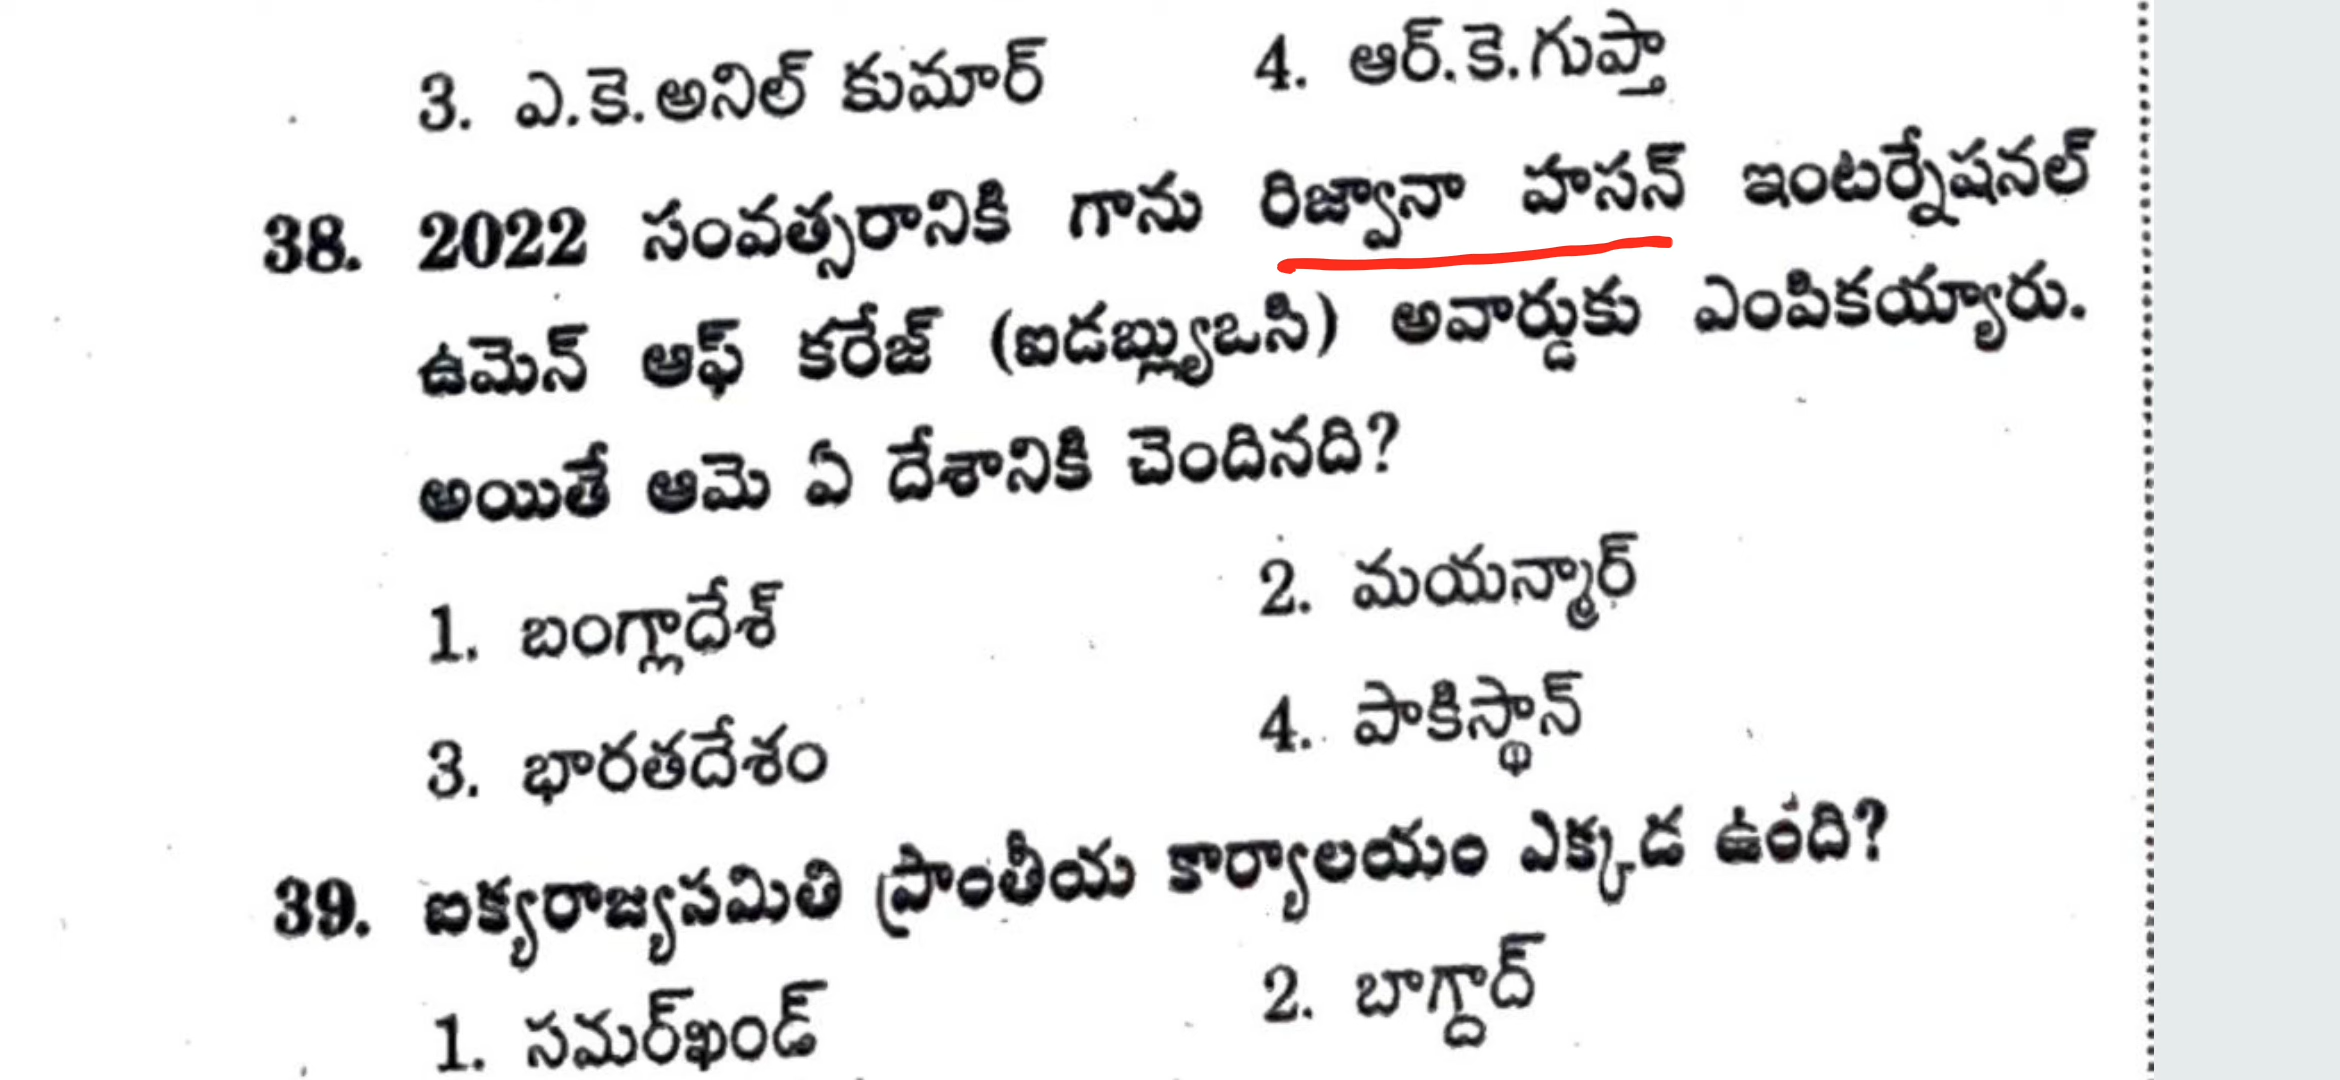 3. ఎ.కె.అనిల్ కుమార్ 4. ఆర్.కె.గుప్తా
38. 2022 సంవత్సరానికి గాను రిజ్వానా హసన్ ఇంటర్నేషనల్
ఉమెన్ ఆఫ్ కరేజ్ (ఐడబ్ల్యుఒసి) అవార్డుకు ఎంపికయ్యారు.
అయితే ఆమె ఏ దేశానికి చెందినది?
1. బంగ్లాదేశ్ 2. మయన్మార్
3. భారతదేశం 4. పాకిస్థాన్
39. ఐక్యరాజ్యసమితి ప్రాంతీయ కార్యాలయం ఎక్కడ ఉంది?
1. సమర్‌ఖండ్ 2. బాగ్దాద్